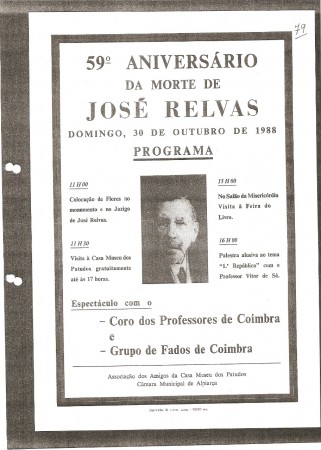 79
59º ANIVERSÁRIO
DA MORTE DE
JOSÉ RELVAS
DOMINGO, 30 DE OUTUBRO DE 1988
PROGRAMA
11 H 00
Colocação de Flores no
monumento e no Jazigo
de José Relvas.
11 H 30
Visita à Casa Museu dos
Patudos gratuitamente
até às 17 horas.
15 H 00
No Salão da Misericórdia
Visita à Feira do
Livro.
16 H 00
Palestra alusiva ao tema
"1.ª República" com o
Professor Vítor de Sá.
Espectáculo com o
- Coro dos Professores de Coimbra
e
- Grupo de Fados de Coimbra
Associação dos Amigos da Casa Museu dos Patudos
Câmara Municipal de Alpiarça